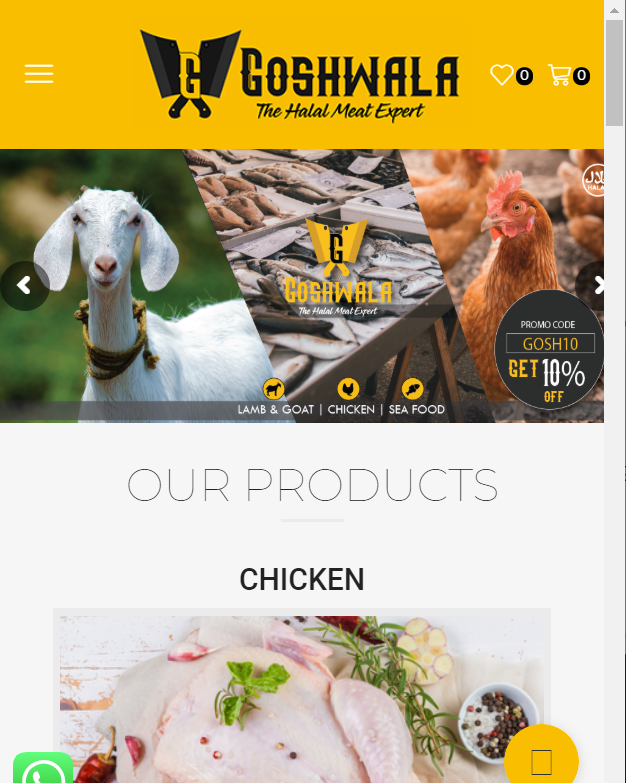 G GOSHWALA
The Halal Meat Expert
0
0
HALA
G
GOSHWALA
The Halal Meat Expert
PROMO CODE
GOSH10
GET 10%
OFF
LAMB & GOAT | CHICKEN | SEA FOOD
OUR PRODUCTS
CHICKEN